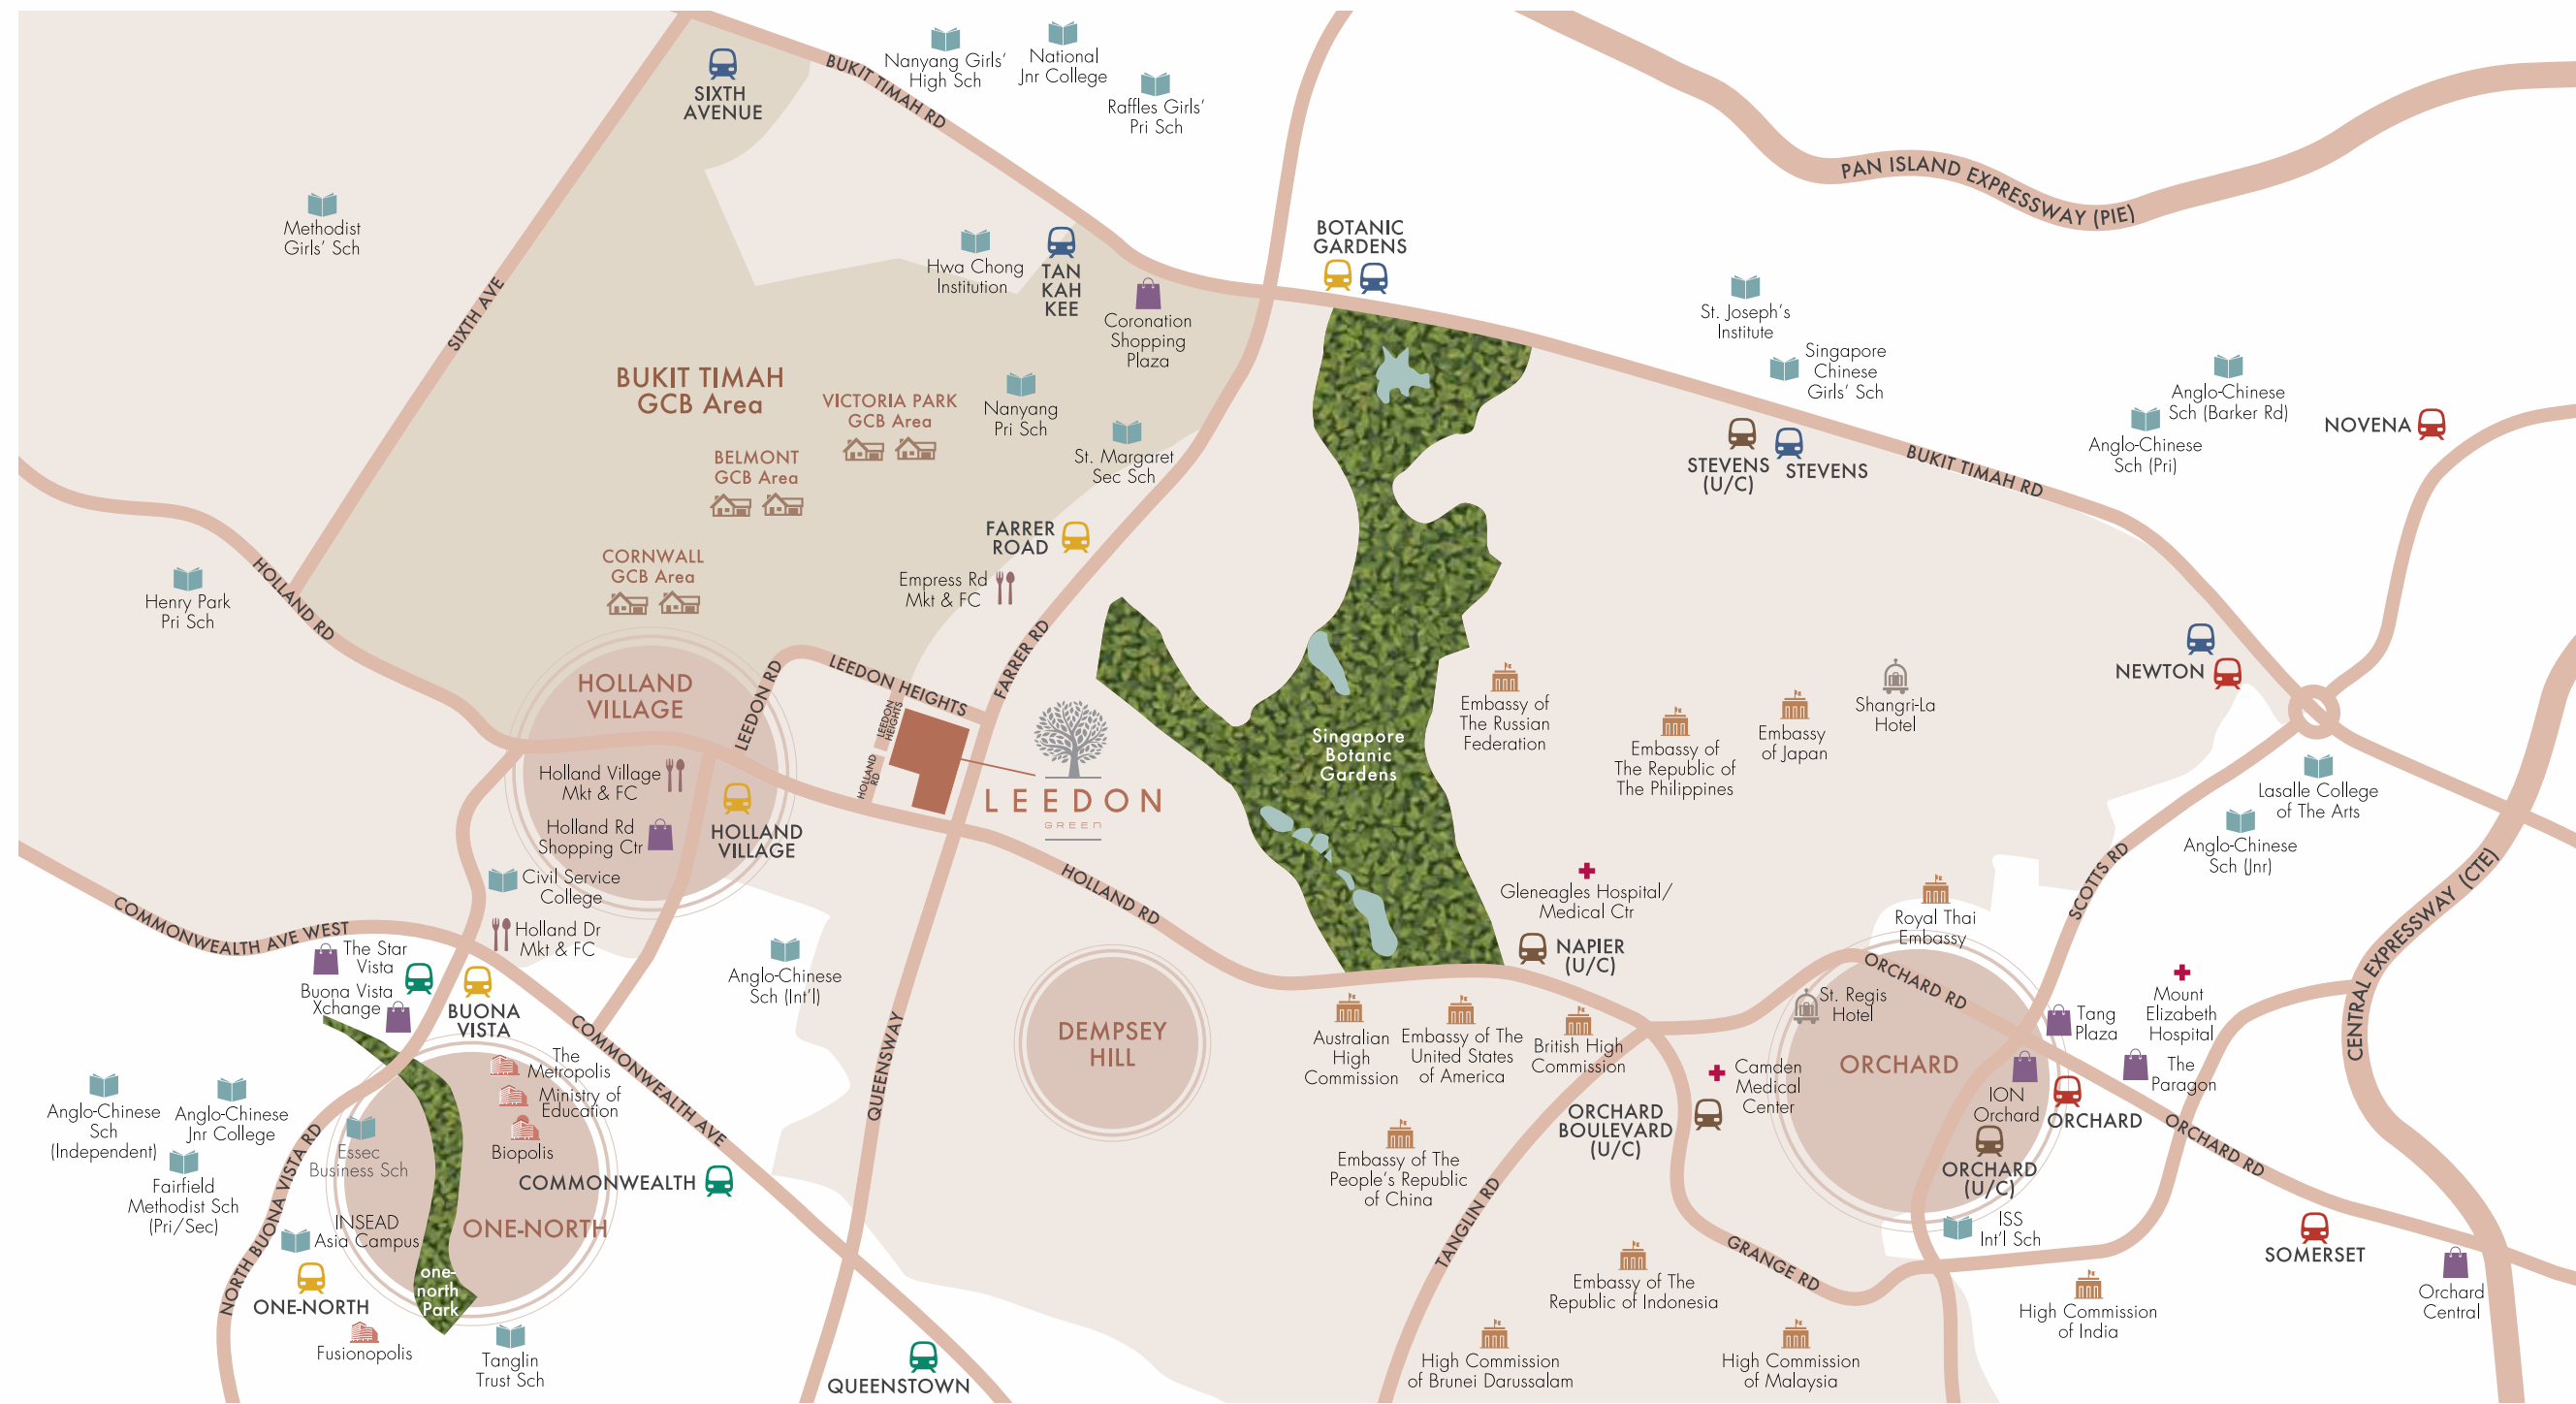 SIXTH
AVENUE
BUKIT TIMAH RD
Nanyang Girls'
High Sch
National
Jnr College
Raffles Girls'
Pri Sch
PAN ISLAND EXPRESSWAY (PIE)
Methodist
Girls' Sch
SIXTH AVE
Hwa Chong
Institution
TAN
KAH
KEE
Coronation
Shopping
Plaza
BOTANIC
GARDENS
St. Joseph's
Institute
Singapore
Chinese
Girls' Sch
Anglo-Chinese
Sch (Barker Rd)
Anglo-Chinese
Sch (Pri)
NOVENA
BUKIT TIMAH
GCB Area
VICTORIA PARK
GCB Area
Nanyang
Pri Sch
BELMONT
GCB Area
St. Margaret
Sec Sch
STEVENS
(U/C)
STEVENS
BUKIT TIMAH RD
CORNWALL
GCB Area
FARRER
ROAD
Empress Rd
Mkt & FC
Henry Park
Pri Sch
HOLLAND RD
FARRER RD
HOLLAND
VILLAGE
LEEDON RD
LEEDON HEIGHTS
LEEDON
HEIGHTS
HOLLAND
RD
LEEDON
GREEN
Singapore
Botanic
Gardens
Embassy of
The Russian
Federation
Embassy of
The Republic of
The Philippines
Embassy
of Japan
Shangri-La
Hotel
NEWTON
Lasalle College
of The Arts
Anglo-Chinese
Sch (Jnr)
Holland Village
Mkt & FC
Holland Rd
Shopping Ctr
HOLLAND
VILLAGE
Civil Service
College
Holland Dr
Mkt & FC
HOLLAND RD
Gleneagles Hospital/
Medical Ctr
NAPIER
(U/C)
Royal Thai
Embassy
SCOTTS RD
CENTRAL EXPRESSWAY (CTE)
COMMONWEALTH AVE WEST
The Star
Vista
Buona Vista
Xchange
BUONA
VISTA
Anglo-Chinese
Sch (Int'l)
COMMONWEALTH AVE
QUEENSWAY
DEMPSEY
HILL
Australian
High
Commission
Embassy of The
United States
of America
British High
Commission
ORCHARD RD
St. Regis
Hotel
ORCHARD
Tang
Plaza
Mount
Elizabeth
Hospital
The
Paragon
Camden
Medical
Center
ORCHARD
BOULEVARD
(U/C)
ION
Orchard
ORCHARD
ORCHARD
(U/C)
ORCHARD RD
The
Metropolis
Ministry of
Education
Biopolis
Anglo-Chinese
Sch
(Independent)
Anglo-Chinese
Jnr College
Fairfield
Methodist Sch
(Pri/Sec)
Essec
Business Sch
NORTH BUONA VISTA RD
INSEAD
Asia Campus
ONE-NORTH
COMMONWEALTH
Embassy of The
People's Republic
of China
TANGLIN RD
GRANGE RD
ISS
Int'l Sch
SOMERSET
Orchard
Central
ONE-NORTH
one-
north
Park
Fusionopolis
Tanglin
Trust Sch
QUEENSTOWN
Embassy of The
Republic of Indonesia
High Commission
of India
High Commission
of Brunei Darussalam
High Commission
of Malaysia